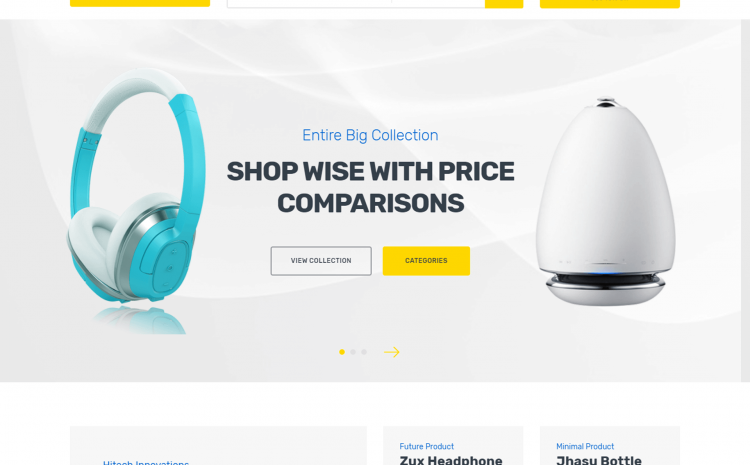 Entire Big Collection
SHOP WISE WITH PRICE
COMPARISONS
VIEW COLLECTION
CATEGORIES
Future Product
Minimal Product
Hitech Innovations
Zux Headphone
Jhasu Bottle